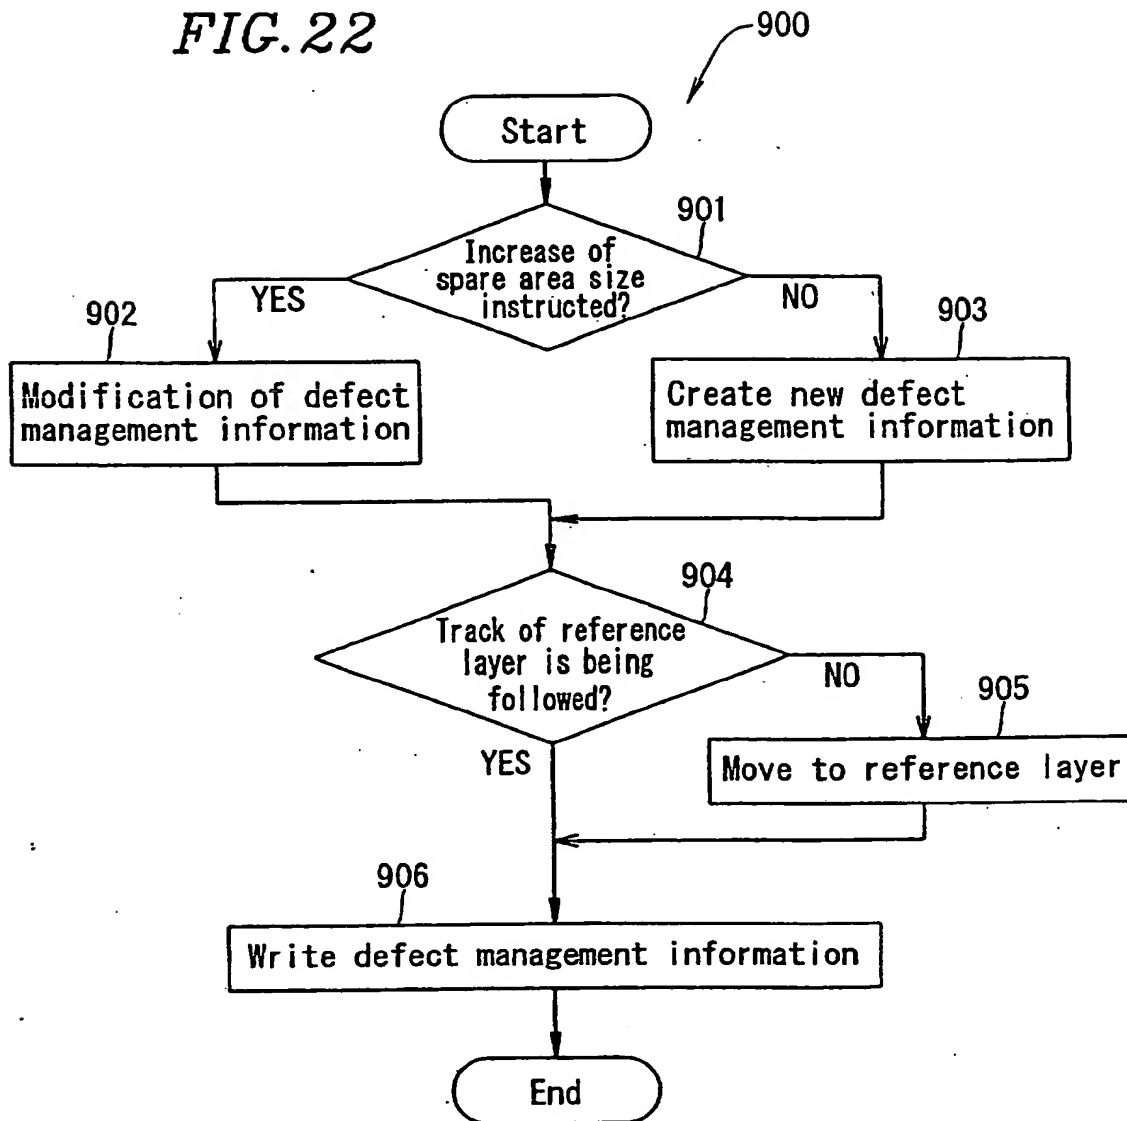 FIG.22
900
Start
901
Increase of
spare area size
instructed?
YES
NO
902
903
Modification of defect
management information
Create new defect
management information
904
Track of reference
layer is being
followed?
NO
905
YES
Move to reference layer
906
Write defect management information
End